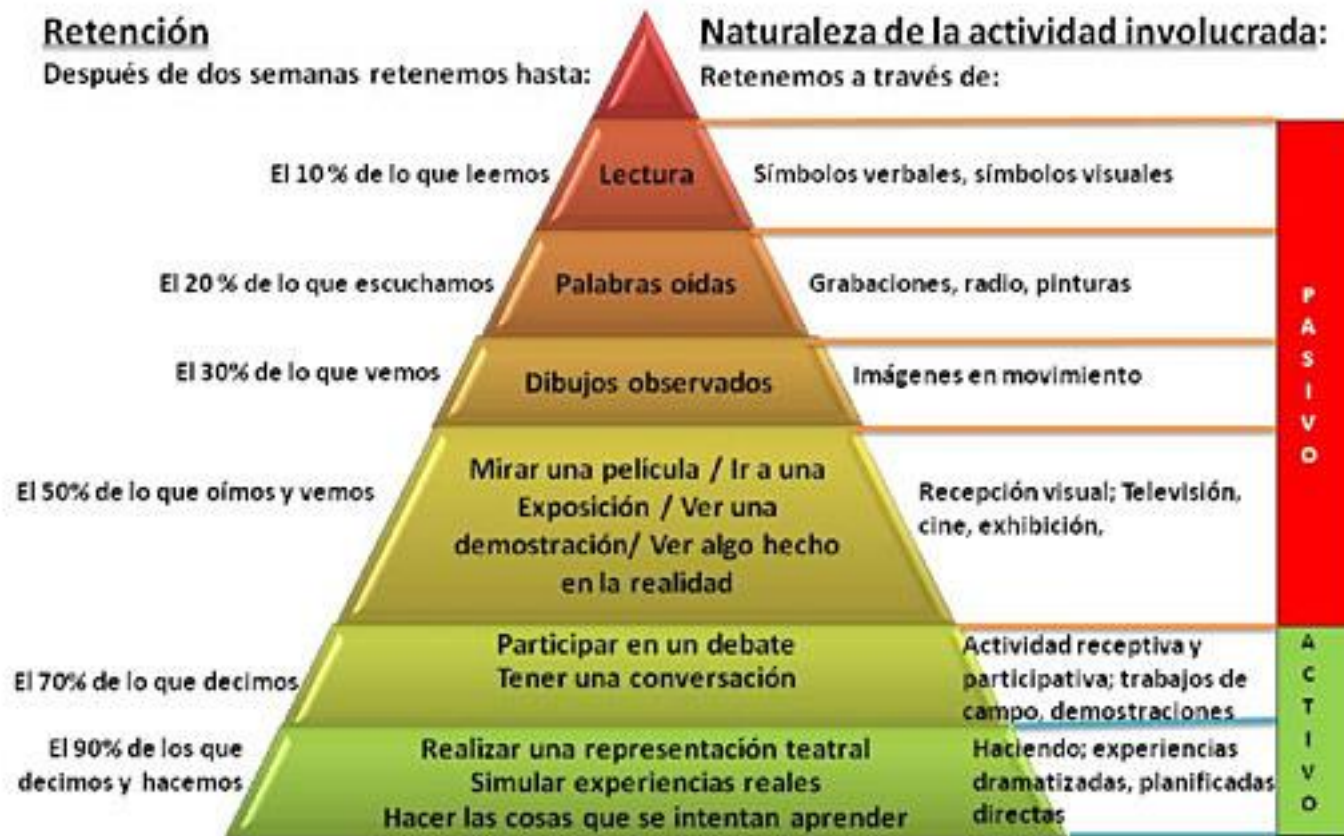 Retención
Después de dos semanas retenemos hasta:
Naturaleza de la actividad involucrada:
Retenemos a través de:
El 10 % de lo que leemos
Lectura
Símbolos verbales, símbolos visuales
El 20 % de lo que escuchamos
Palabras oídas
Grabaciones, radio, pinturas
El 30% de lo que vemos
Dibujos observados
Imágenes en movimiento
El 50% de lo que oímos y vemos
Mirar una película / Ir a una
Exposición / Ver una
demostración/ Ver algo hecho
en la realidad
Recepción visual; Televisión,
cine, exhibición,
PASIVO
El 70% de lo que decimos
Participar en un debate
Tener una conversación
Actividad receptiva y
participativa; trabajos de
campo, demostraciones
El 90% de los que
decimos y hacemos
Realizar una representación teatral
Simular experiencias reales
Hacer las cosas que se intentan aprender
Haciendo; experiencias
dramatizadas, planificadas
directas
ACTIVO